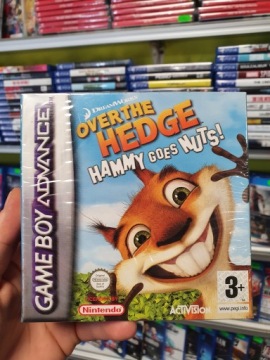 GAME BOY ADVANCE
DREAMWORKS
OVER THE
HEDGE
HAMMY GOES NUTS!
Nintendo
ACTIVISION
3+
www.pegi.info